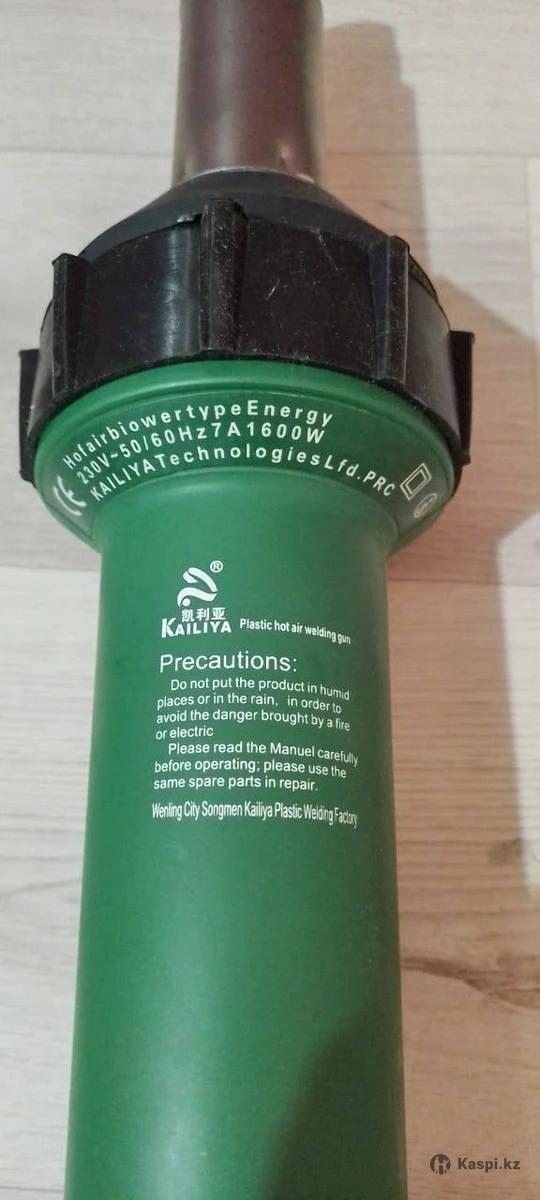 HofairbiowertypeEnergy
230V~50/60Hz7A1600W
KAILIYATechnologiesLfd.PRC
CE
®
凯利亚
KAILIYA Plastic hot air welding gun
Precautions:
Do not put the product in humid
places or in the rain, in order to
avoid the danger brought by a fire
or electric
Please read the Manuel carefully
before operating; please use the
same spare parts in repair.
Wenling City Songmen Kailiya Plastic Welding Factory
Kaspi.kz